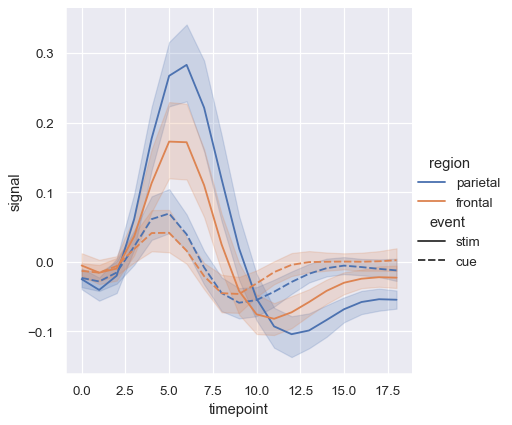 0.3
0.2
0.1
0.0
−0.1
signal
0.0
2.5
5.0
7.5
10.0
12.5
15.0
17.5
timepoint
region
parietal
frontal
event
stim
cue